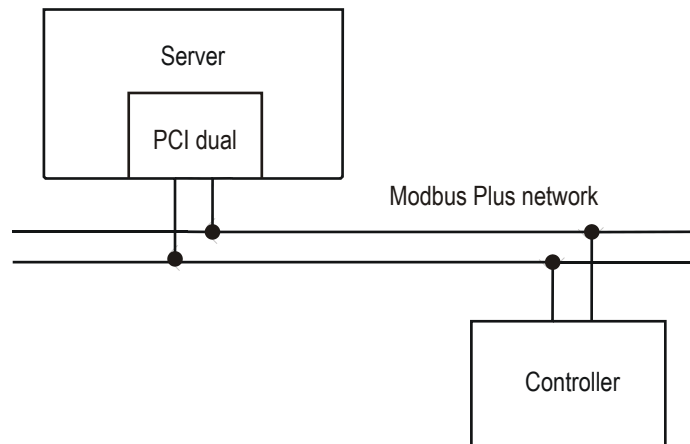 Server
PCI dual
Modbus Plus network
Controller